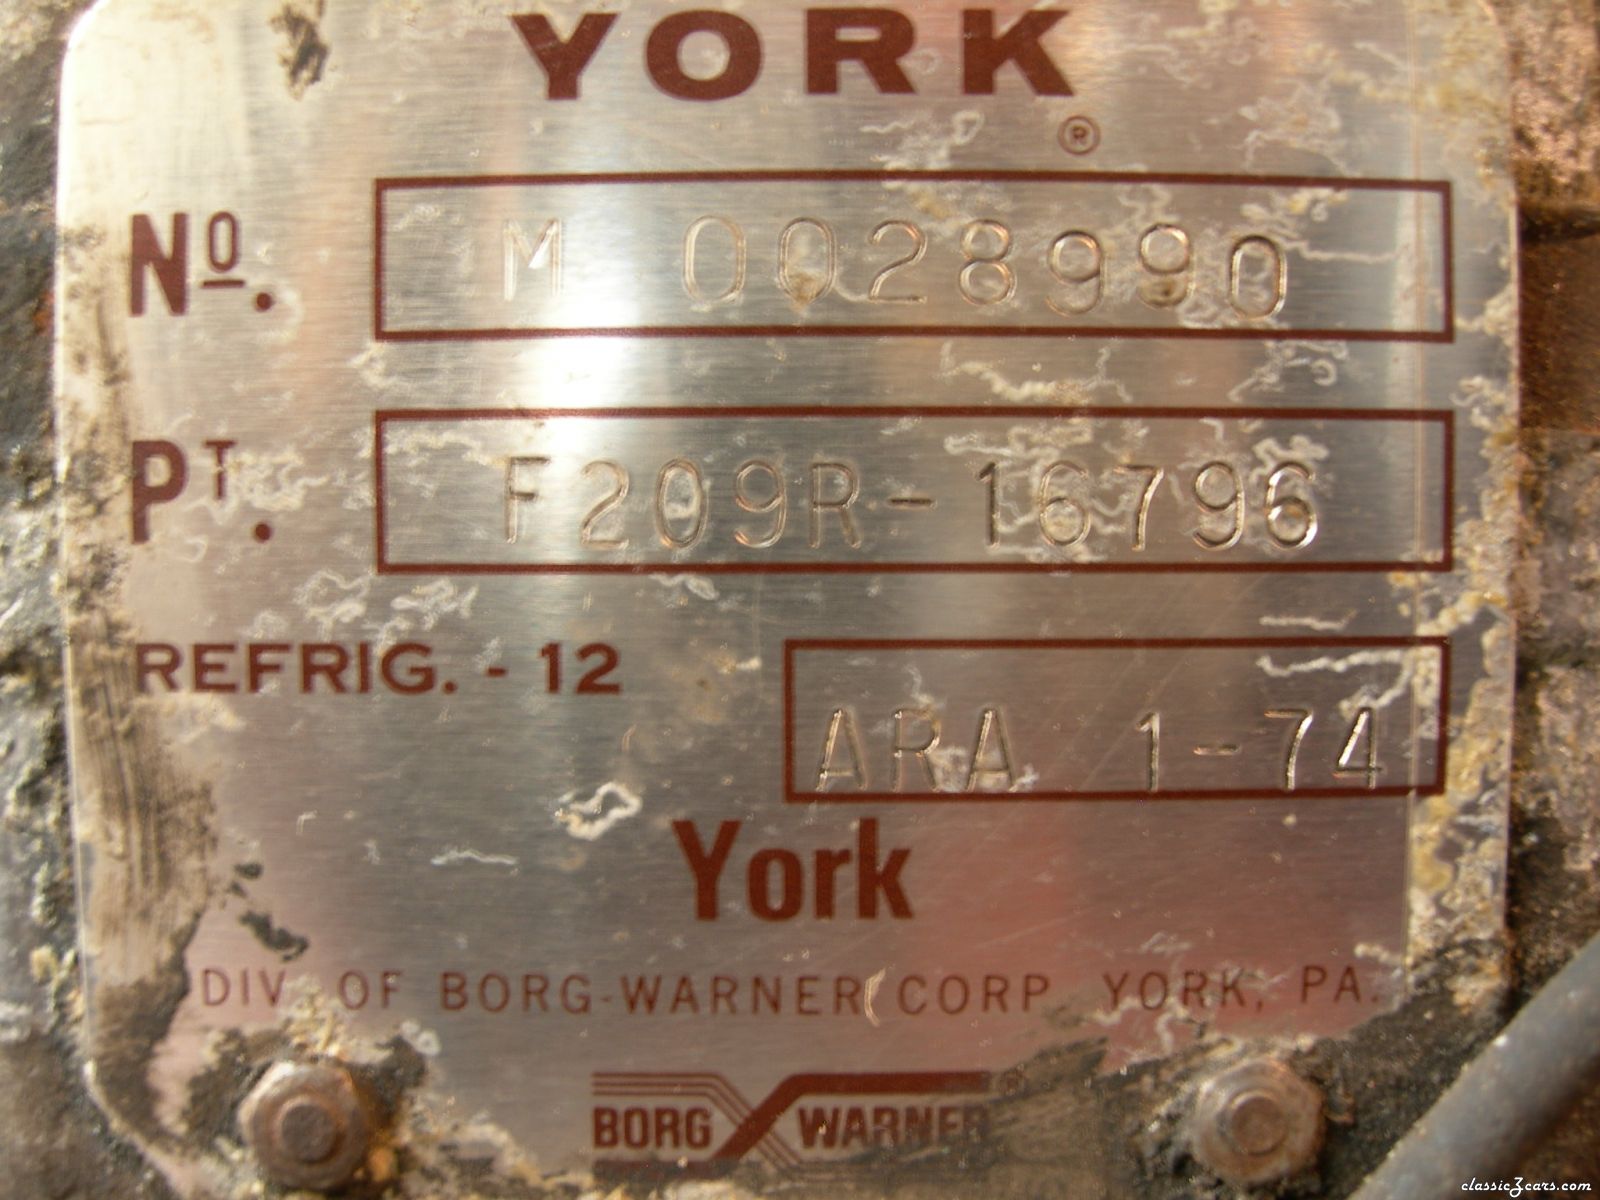 YORK
®
Nº. M 0028990
PT. F209R-16796
REFRIG. - 12
ARA 1-74
York
DIV. OF BORG-WARNER CORP YORK, PA.
BORG WARNER ®
classicZcars.com